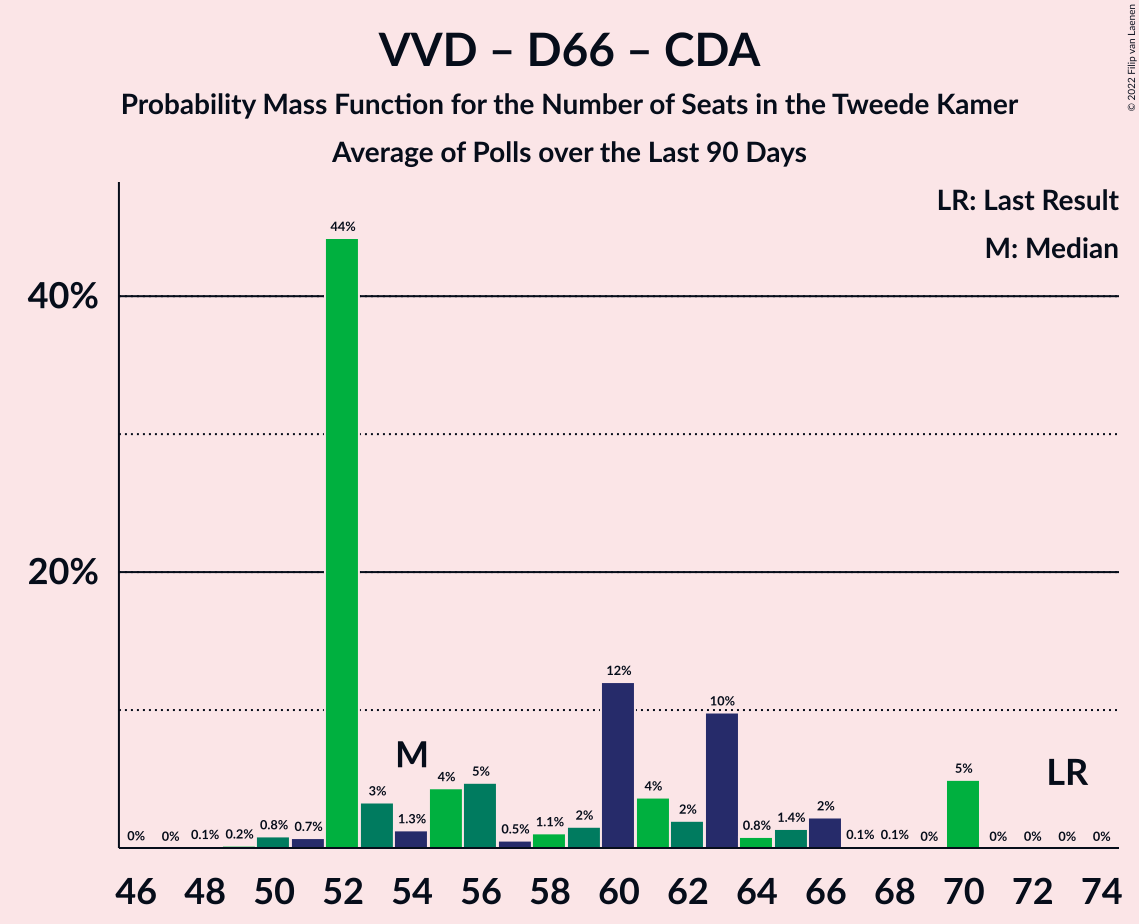 VVD – D66 – CDA
Probability Mass Function for the Number of Seats in the Tweede Kamer
Average of Polls over the Last 90 Days
© 2022 Filip van Laenen
LR: Last Result
M: Median
40%
20%
0% 0% 0.1% 0.2% 0.8% 0.7% 44% 3% 1.3% 4% 5% 0.5% 1.1% 2% 12% 4% 2% 10% 0.8% 1.4% 2% 0.1% 0.1% 0% 5% 0% 0% 0% 0%
M
LR
46 48 50 52 54 56 58 60 62 64 66 68 70 72 74